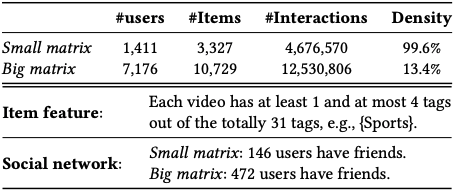 #users #Items #Interactions Density
Small matrix 1,411 3,327 4,676,570 99.6%
Big matrix 7,176 10,729 12,530,806 13.4%
Item feature: Each video has at least 1 and at most 4 tags
out of the totally 31 tags, e.g., {Sports}.
Social network: Small matrix: 146 users have friends.
Big matrix: 472 users have friends.